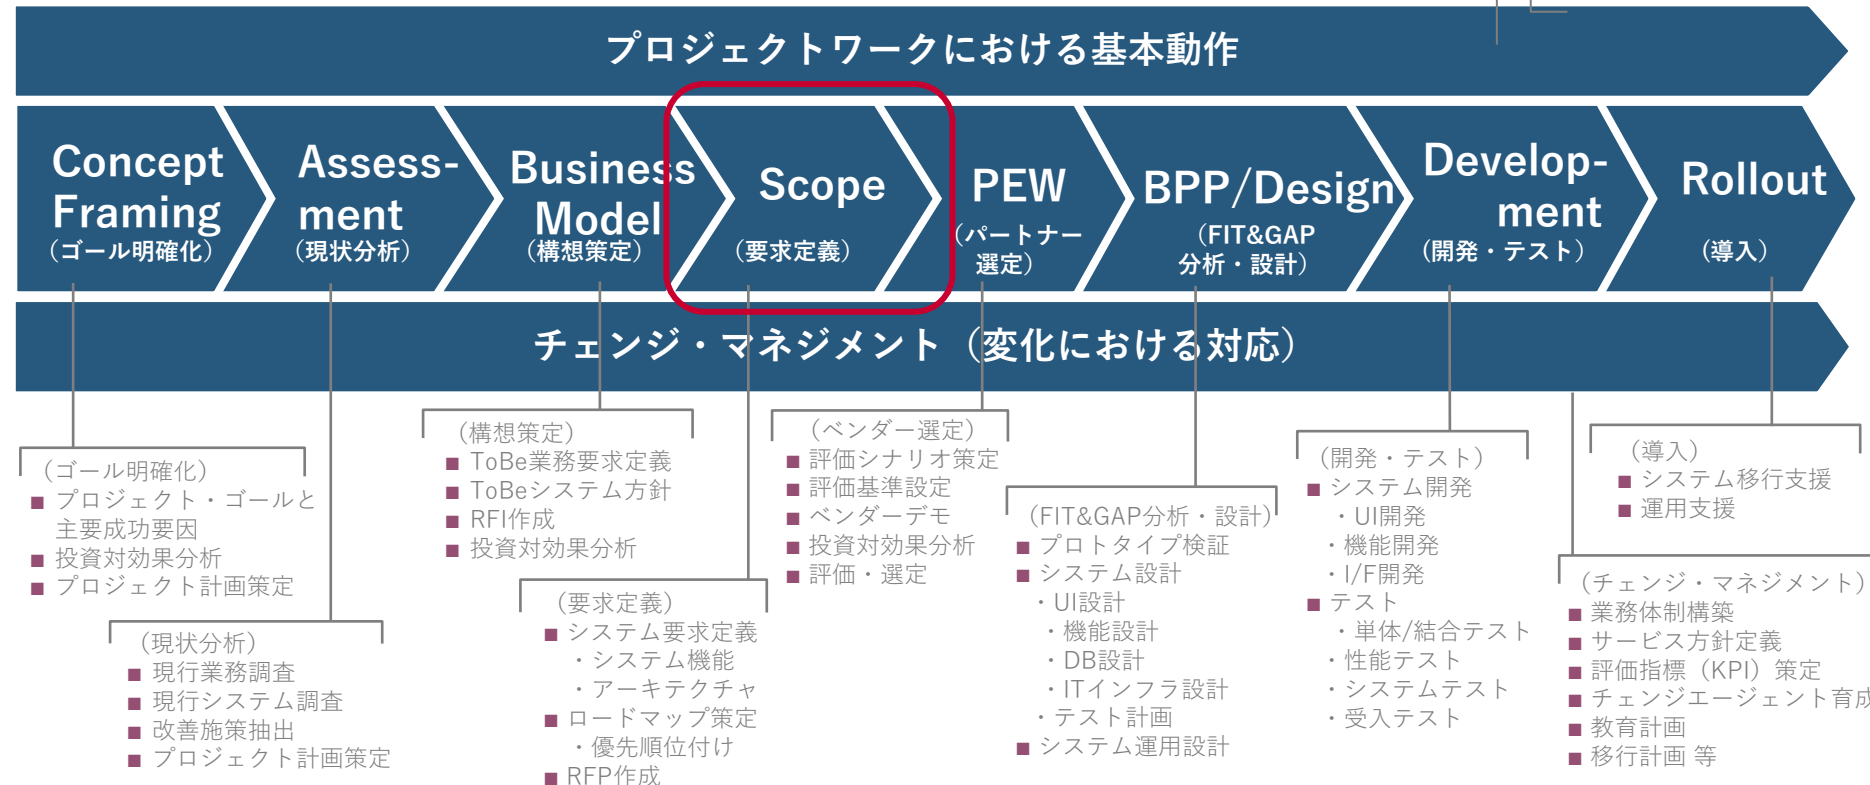 プロジェクトワークにおける基本動作
Concept
Framing
（ゴール明確化）
Assess-
ment
（現状分析）
Business
Model
（構想策定）
Scope
（要求定義）
PEW
（パートナー
選定）
BPP/Design
（FIT&GAP
分析・設計）
Develop-
ment
（開発・テスト）
Rollout
（導入）
チェンジ・マネジメント（変化における対応）
（ゴール明確化）
■ プロジェクト・ゴールと
主要成功要因
■ 投資対効果分析
■ プロジェクト計画策定
（現状分析）
■ 現行業務調査
■ 現行システム調査
■ 改善施策抽出
■ プロジェクト計画策定
（構想策定）
■ ToBe業務要求定義
■ ToBeシステム方針
■ RFI作成
■ 投資対効果分析
（要求定義）
■ システム要求定義
・システム機能
・アーキテクチャ
■ ロードマップ策定
・優先順位付け
■ RFP作成
（ベンダー選定）
■ 評価シナリオ策定
■ 評価基準設定
■ ベンダーデモ
■ 投資対効果分析
■ 評価・選定
（FIT&GAP分析・設計）
■ プロトタイプ検証
■ システム設計
・UI設計
・機能設計
・DB設計
・ITインフラ設計
・テスト計画
■ システム運用設計
（開発・テスト）
■ システム開発
・UI開発
・機能開発
・I/F開発
■ テスト
・単体/結合テスト
・性能テスト
・システムテスト
・受入テスト
（導入）
■ システム移行支援
■ 運用支援
（チェンジ・マネジメント）
■ 業務体制構築
■ サービス方針定義
■ 評価指標（KPI）策定
■ チェンジエージェント育成
■ 教育計画
■ 移行計画 等